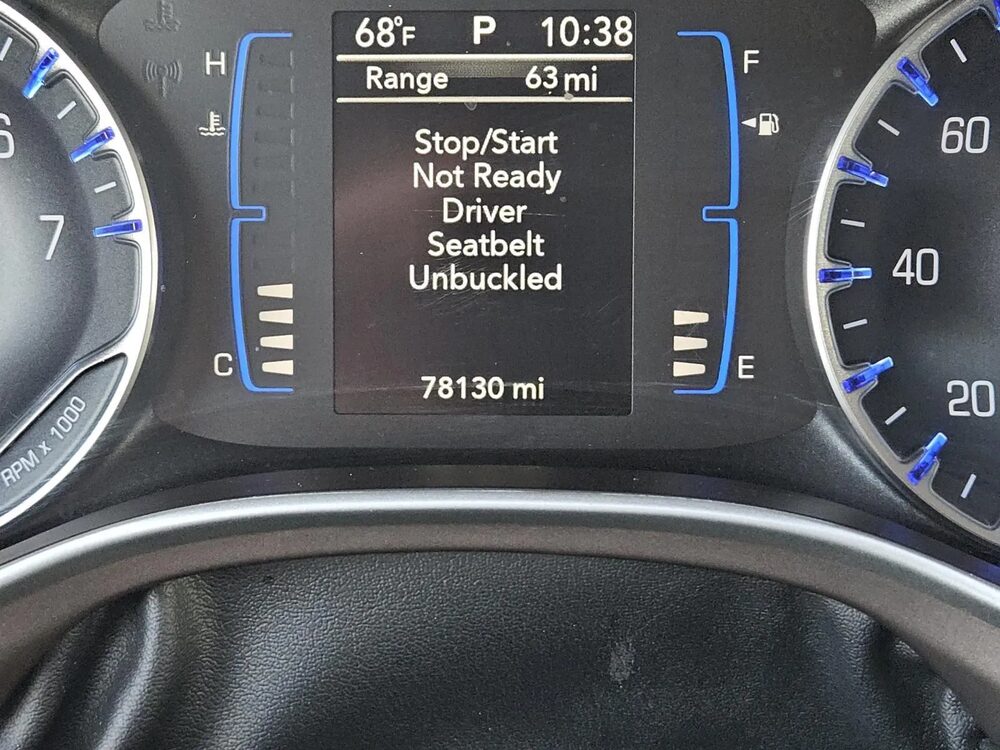 68°F P 10:38
Range 63 mi
Stop/Start
Not Ready
Driver
Seatbelt
Unbuckled
78130 mi
H
C
F
E
6
7
RPM x 1000
60
40
20